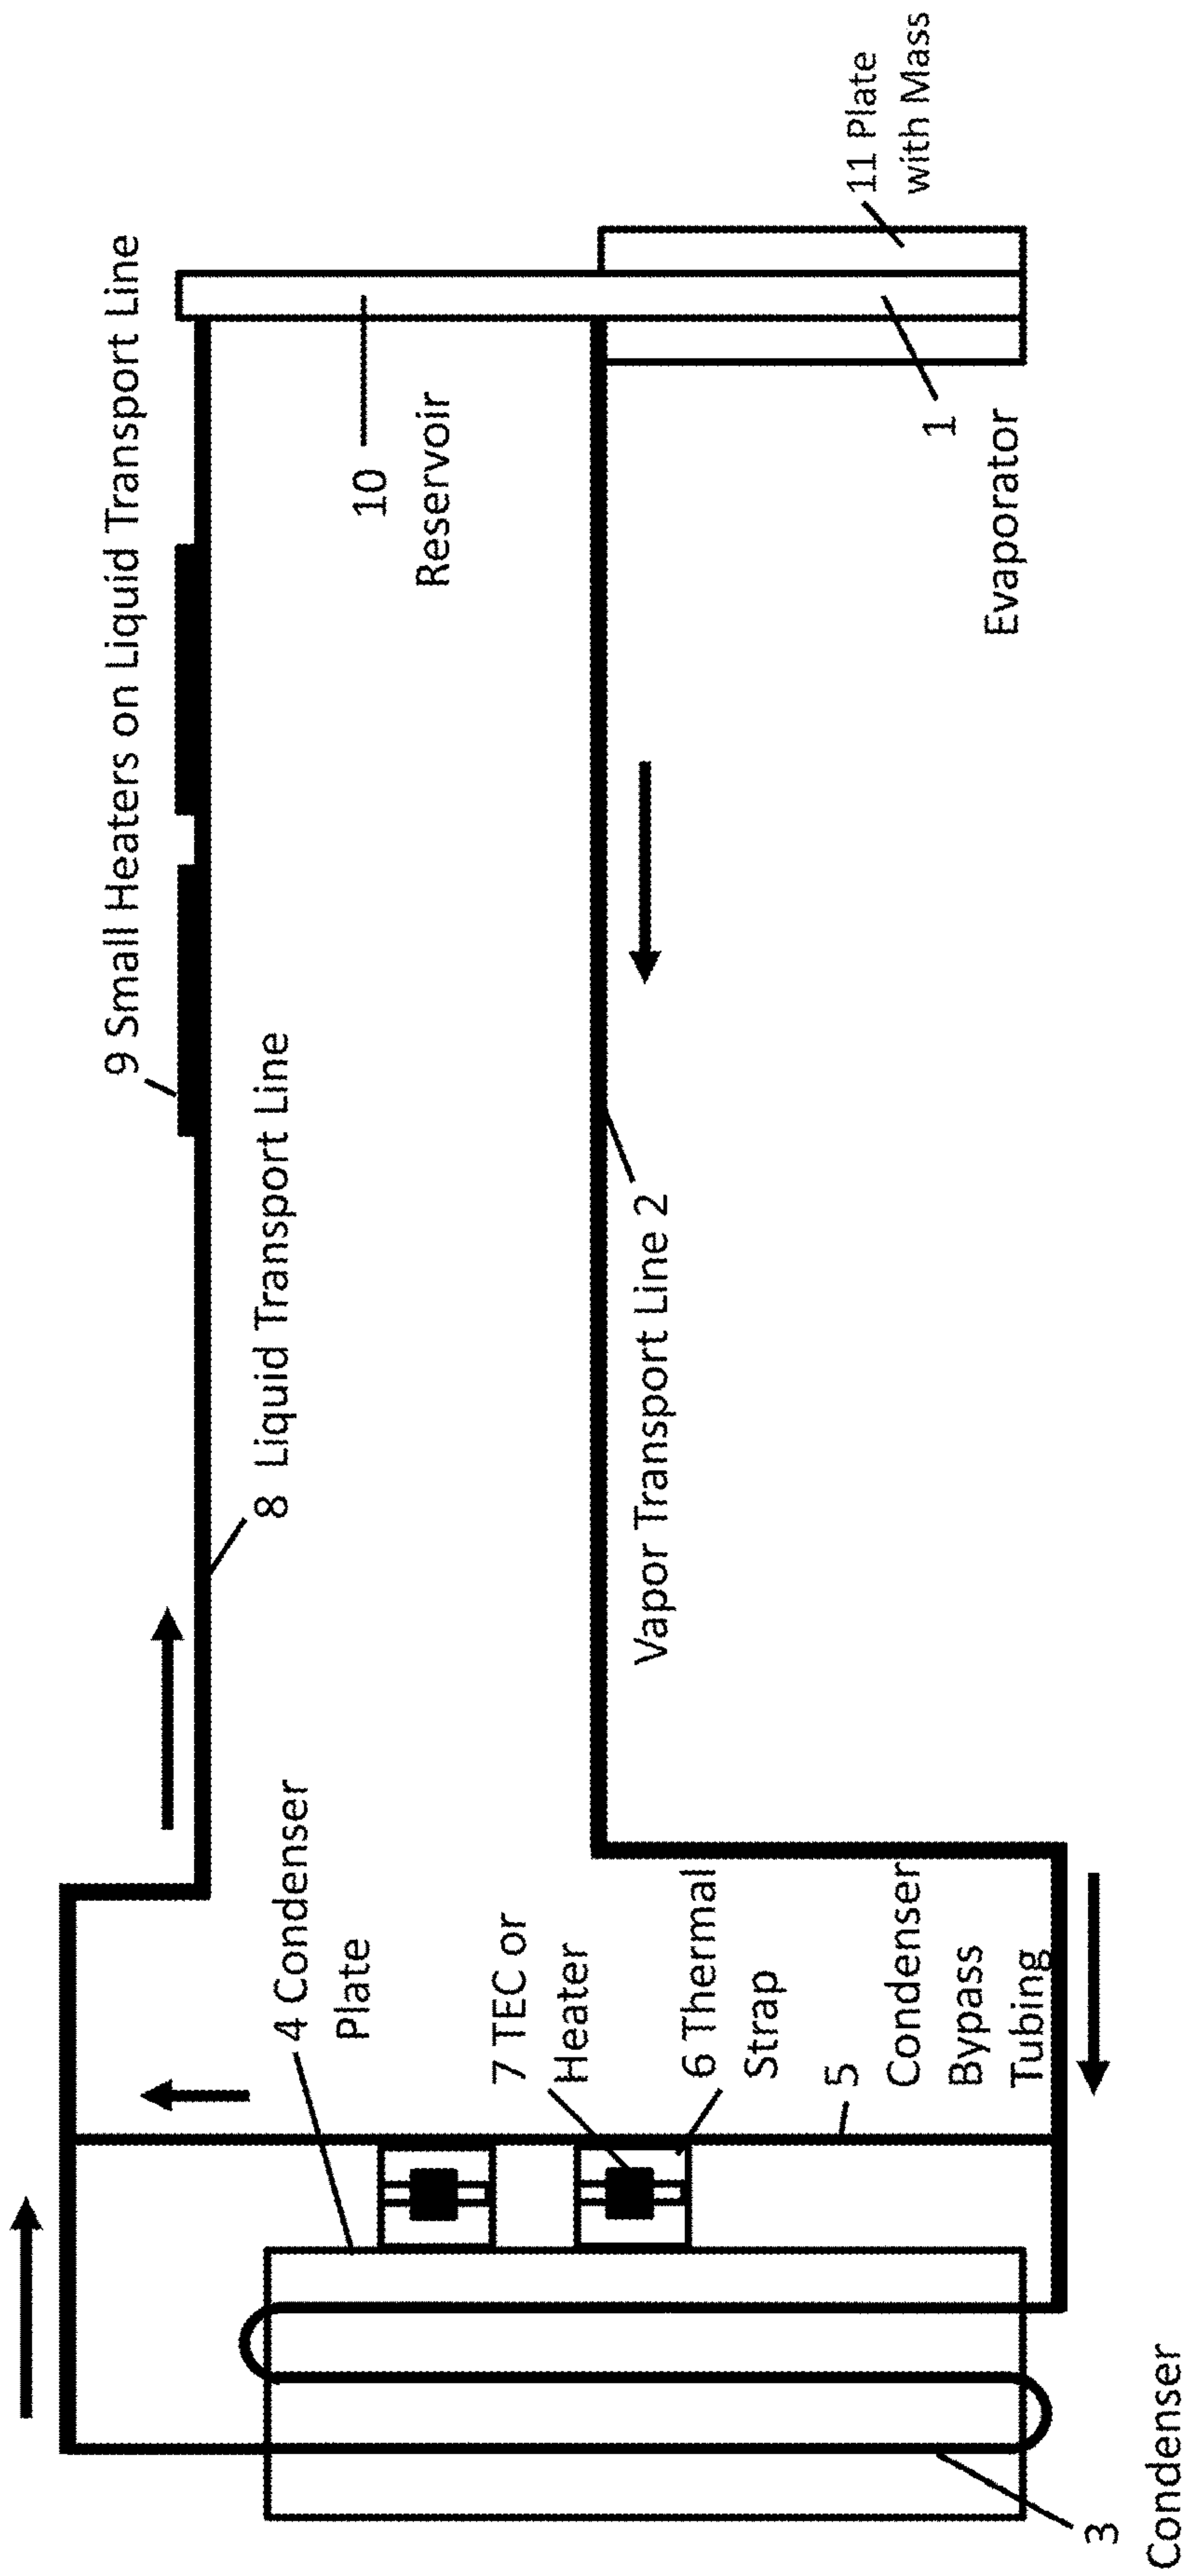 9 Small Heaters on Liquid Transport Line
8 Liquid Transport Line
10
Reservoir
11 Plate
with Mass
1
Evaporator
Vapor Transport Line 2
4 Condenser
Plate
7 TEC or
Heater
6 Thermal
Strap
5
Condenser
Bypass
Tubing
3
Condenser